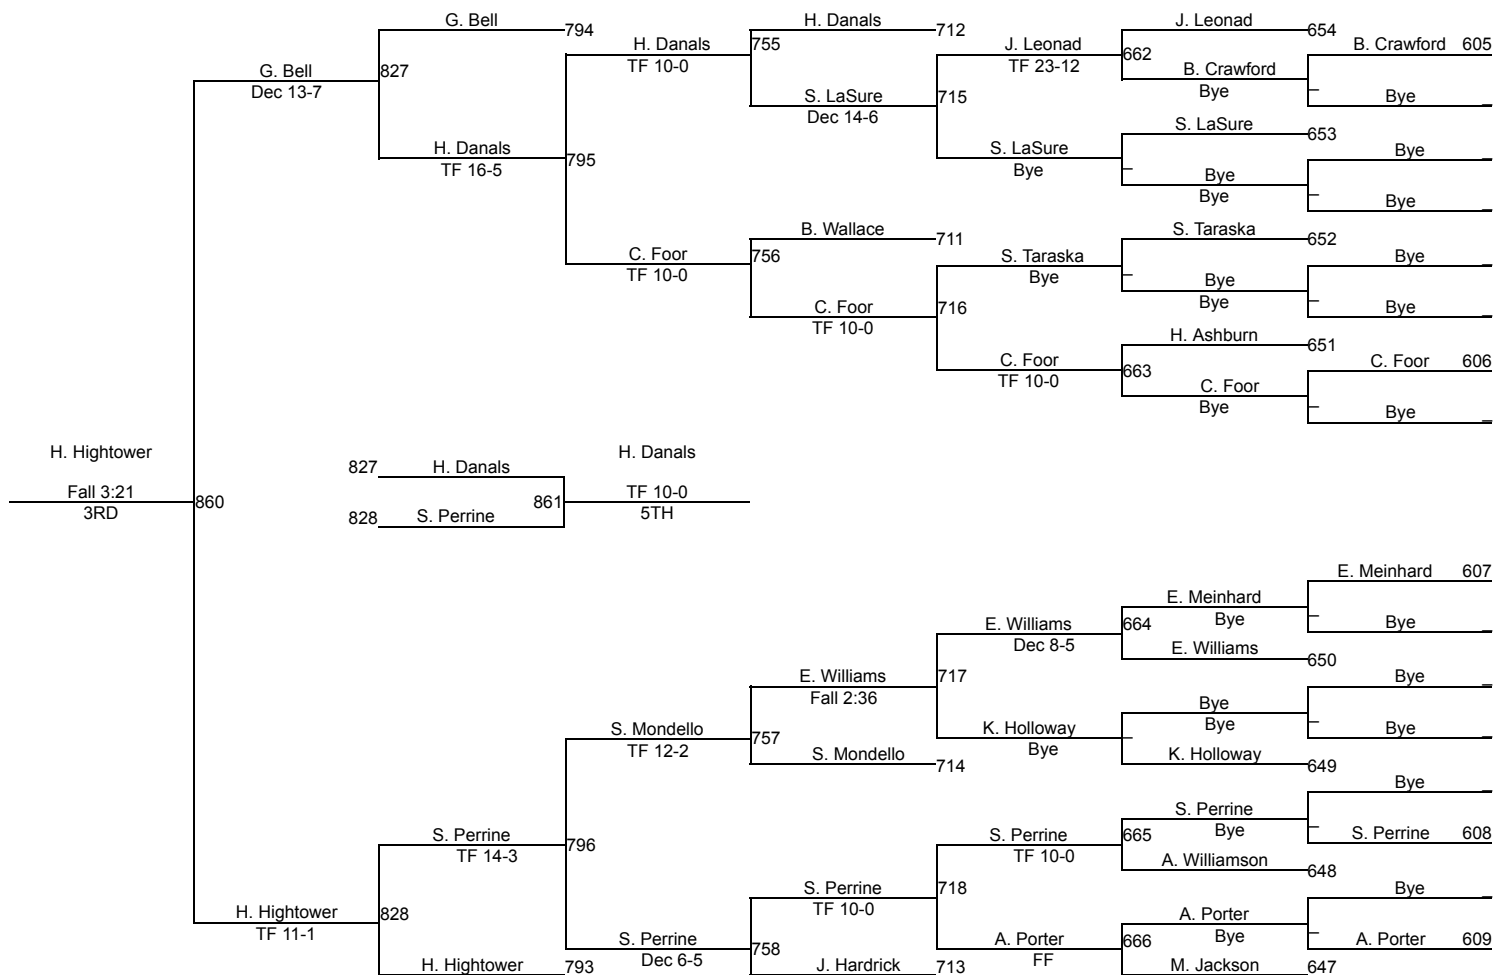 G. Bell 794
H. Danals 712
J. Leonad 654
H. Danals 755
TF 10-0
J. Leonad 662
TF 23-12
B. Crawford 605
G. Bell 827
Dec 13-7
B. Crawford
Bye
_
S. LaSure 715
Dec 14-6
Bye _
S. LaSure 653
H. Danals 795
TF 16-5
S. LaSure
Bye
_
Bye _
Bye
Bye
_
Bye _
B. Wallace 711
S. Taraska 652
C. Foor 756
TF 10-0
S. Taraska
Bye
_
Bye _
Bye
Bye
_
C. Foor 716
TF 10-0
Bye _
H. Ashburn 651
C. Foor 663
TF 10-0
C. Foor 606
C. Foor
Bye
_
Bye _
H. Hightower
H. Danals
827 H. Danals
Fall 3:21 860
3RD
861 TF 10-0
5TH
828 S. Perrine
E. Meinhard 607
E. Meinhard
Bye
_
E. Williams 664
Dec 8-5
Bye _
E. Williams 650
E. Williams 717
Fall 2:36
Bye _
Bye
Bye
_
S. Mondello 757
TF 12-2
K. Holloway
Bye
_
Bye _
S. Mondello 714
K. Holloway 649
Bye _
S. Perrine
Bye
_
S. Perrine 796
TF 14-3
S. Perrine 665
TF 10-0
S. Perrine 608
A. Williamson 648
S. Perrine 718
TF 10-0
Bye _
H. Hightower 828
TF 11-1
A. Porter
Bye
_
S. Perrine 758
Dec 6-5
A. Porter 666
FF
A. Porter 609
H. Hightower 793
J. Hardrick 713
M. Jackson 647